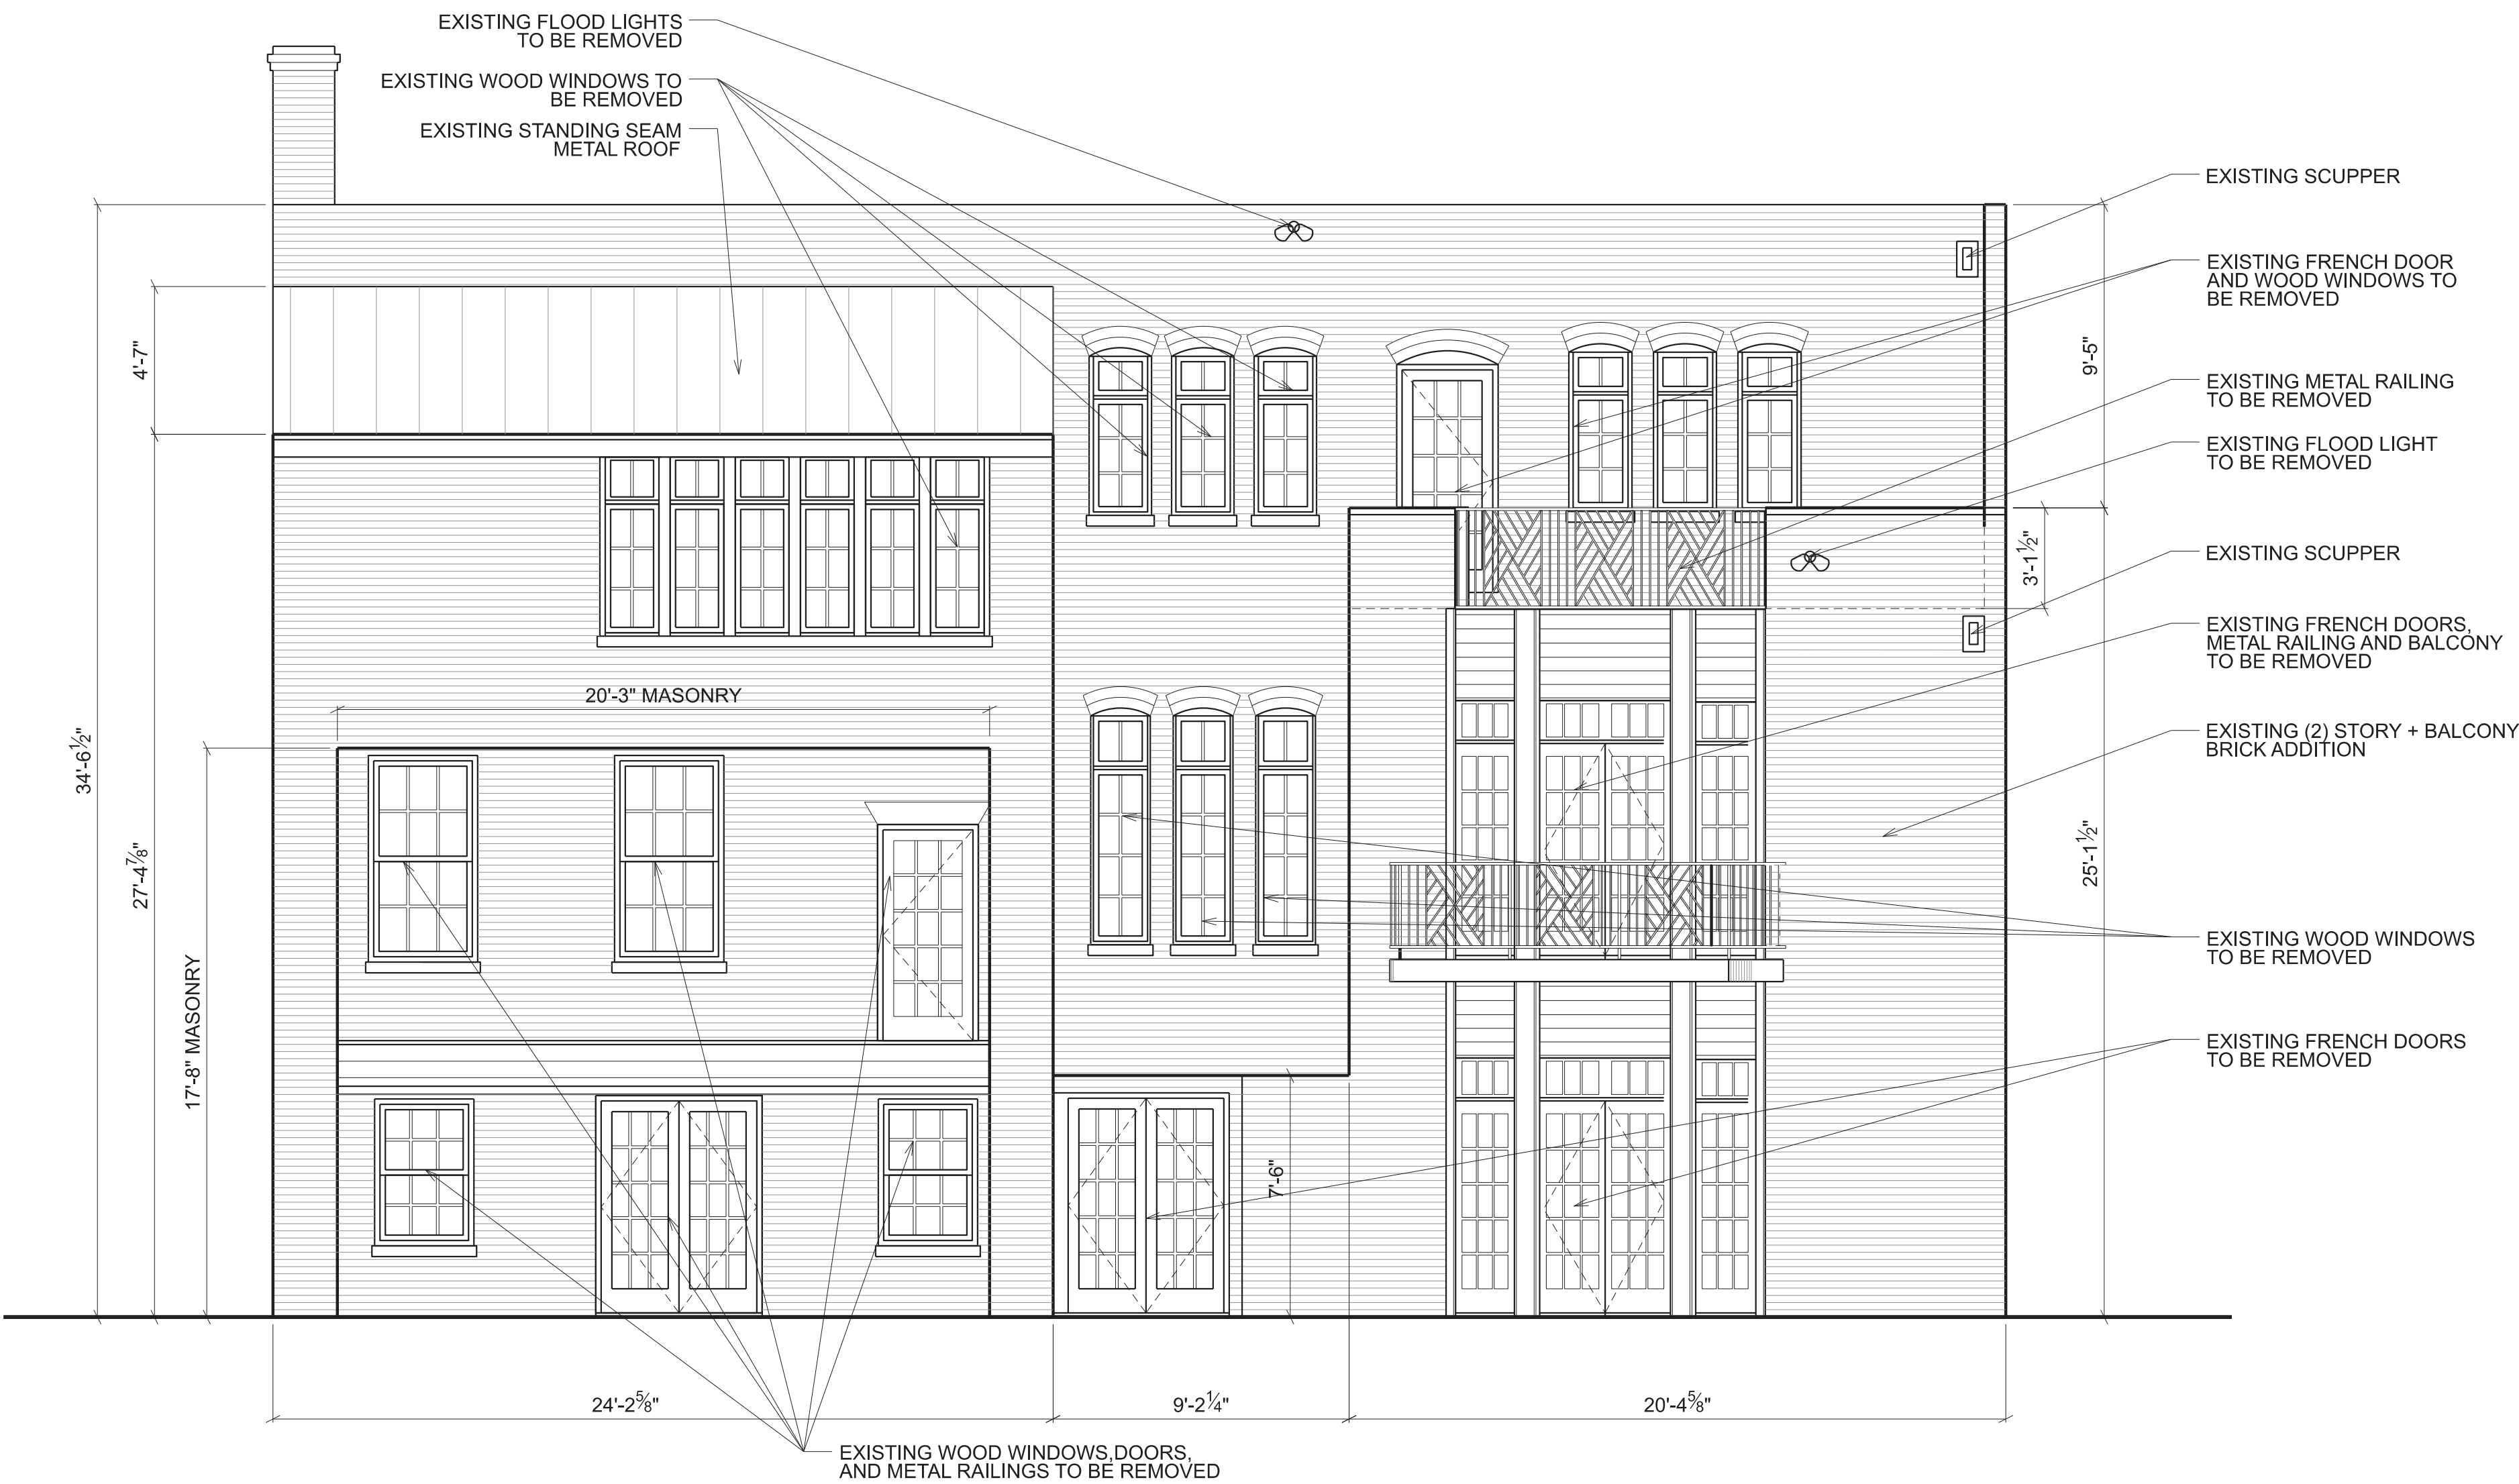 EXISTING FLOOD LIGHTS
TO BE REMOVED
EXISTING WOOD WINDOWS TO
BE REMOVED
EXISTING STANDING SEAM
METAL ROOF
EXISTING SCUPPER
EXISTING FRENCH DOOR
AND WOOD WINDOWS TO
BE REMOVED
EXISTING METAL RAILING
TO BE REMOVED
EXISTING FLOOD LIGHT
TO BE REMOVED
EXISTING SCUPPER
EXISTING FRENCH DOORS,
METAL RAILING AND BALCONY
TO BE REMOVED
EXISTING (2) STORY + BALCONY
BRICK ADDITION
EXISTING WOOD WINDOWS
TO BE REMOVED
EXISTING FRENCH DOORS
TO BE REMOVED
34'-6½"
4'-7"
27'-4⅞"
17'-8" MASONRY
20'-3" MASONRY
7'-6"
9'-5"
3'-1½"
25'-1½"
24'-2⅝"
9'-2¼"
20'-4⅝"
EXISTING WOOD WINDOWS,DOORS,
AND METAL RAILINGS TO BE REMOVED